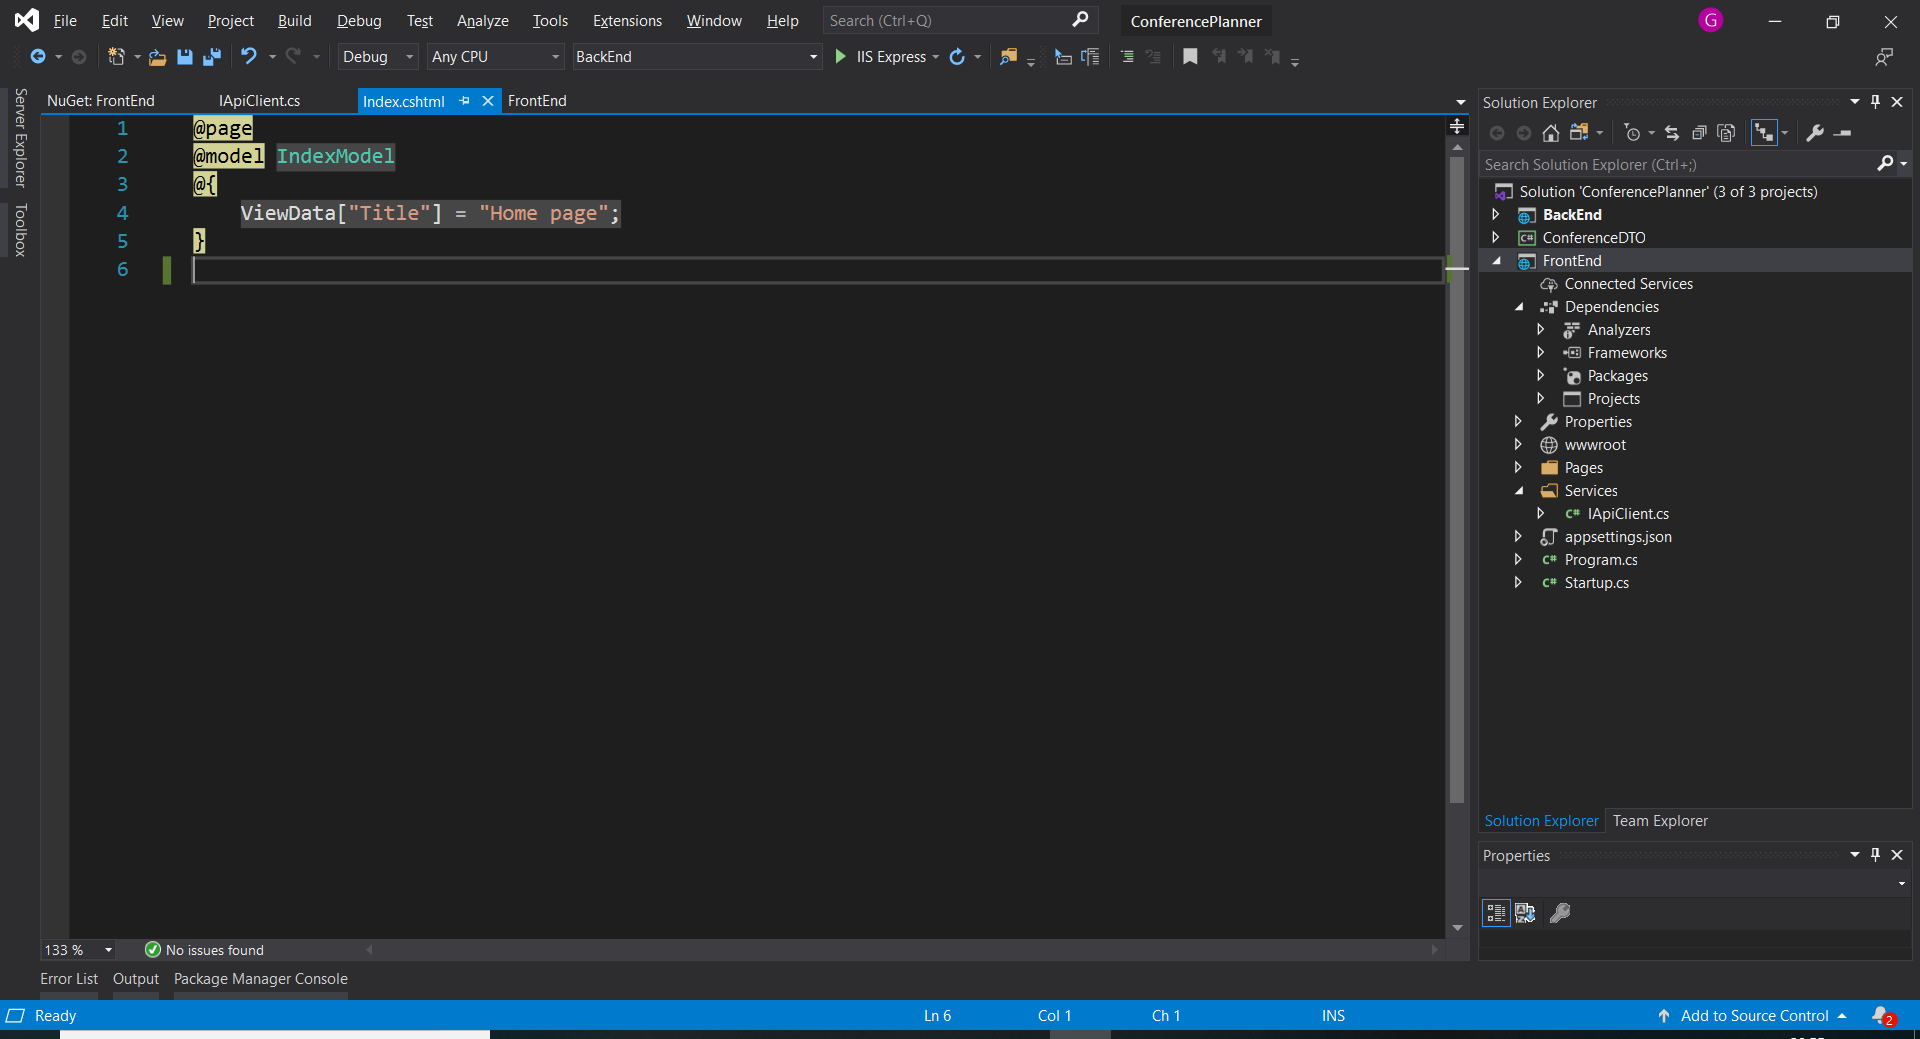 File Edit View Project Build Debug Test Analyze Tools Extensions Window Help Search (Ctrl+Q) ConferencePlanner G
Debug Any CPU BackEnd IIS Express
Server Explorer
Toolbox
NuGet: FrontEnd IApiClient.cs Index.cshtml FrontEnd
1 @page
2 @model IndexModel
3 @{
4 ViewData["Title"] = "Home page";
5 }
6
133 % No issues found
Error List Output Package Manager Console
Solution Explorer
Search Solution Explorer (Ctrl+;)
Solution 'ConferencePlanner' (3 of 3 projects)
BackEnd
C# ConferenceDTO
FrontEnd
Connected Services
Dependencies
Analyzers
Frameworks
Packages
Projects
Properties
wwwroot
Pages
Services
C# IApiClient.cs
appsettings.json
C# Program.cs
C# Startup.cs
Solution Explorer Team Explorer
Properties
Ready Ln 6 Col 1 Ch 1 INS Add to Source Control 2